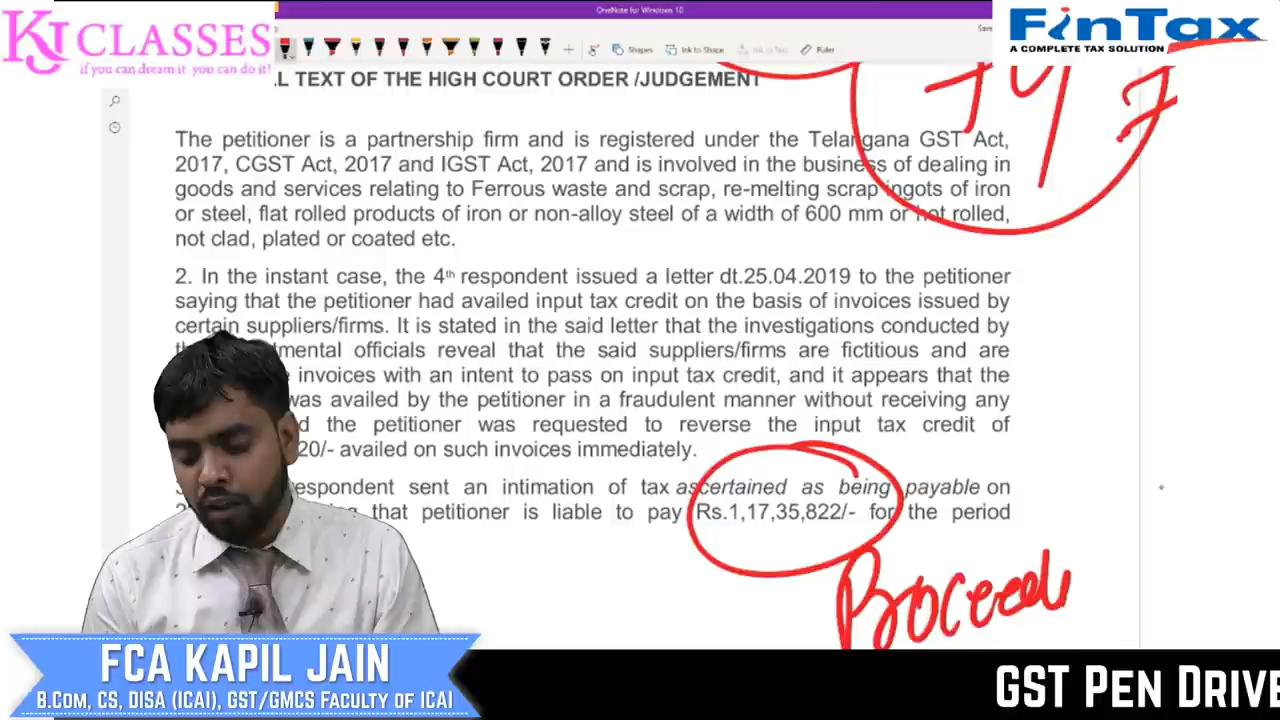 OneNote for Windows 10
KJ CLASSES
if you can dream it you can do it!
FinTax
A COMPLETE TAX SOLUTION
Shapes Ink to Shape Ink to Text Ruler
TEXT OF THE HIGH COURT ORDER /JUDGEMENT
The petitioner is a partnership firm and is registered under the Telangana GST Act,
2017, CGST Act, 2017 and IGST Act, 2017 and is involved in the business of dealing in
goods and services relating to Ferrous waste and scrap, re-melting scrap ingots of iron
or steel, flat rolled products of iron or non-alloy steel of a width of 600 mm or hot rolled,
not clad, plated or coated etc.
2. In the instant case, the 4th respondent issued a letter dt.25.04.2019 to the petitioner
saying that the petitioner had availed input tax credit on the basis of invoices issued by
certain suppliers/firms. It is stated in the said letter that the investigations conducted by
officials reveal that the said suppliers/firms are fictitious and are
invoices with an intent to pass on input tax credit, and it appears that the
was availed by the petitioner in a fraudulent manner without receiving any
the petitioner was requested to reverse the input tax credit of
20/- availed on such invoices immediately.
sent an intimation of tax ascertained as being payable on
that petitioner is liable to pay Rs.1,17,35,822/- for the period
FCA KAPIL JAIN
B.Com, CS, DISA (ICAI), GST/GMCS Faculty of ICAI
GST PEN DRIVE